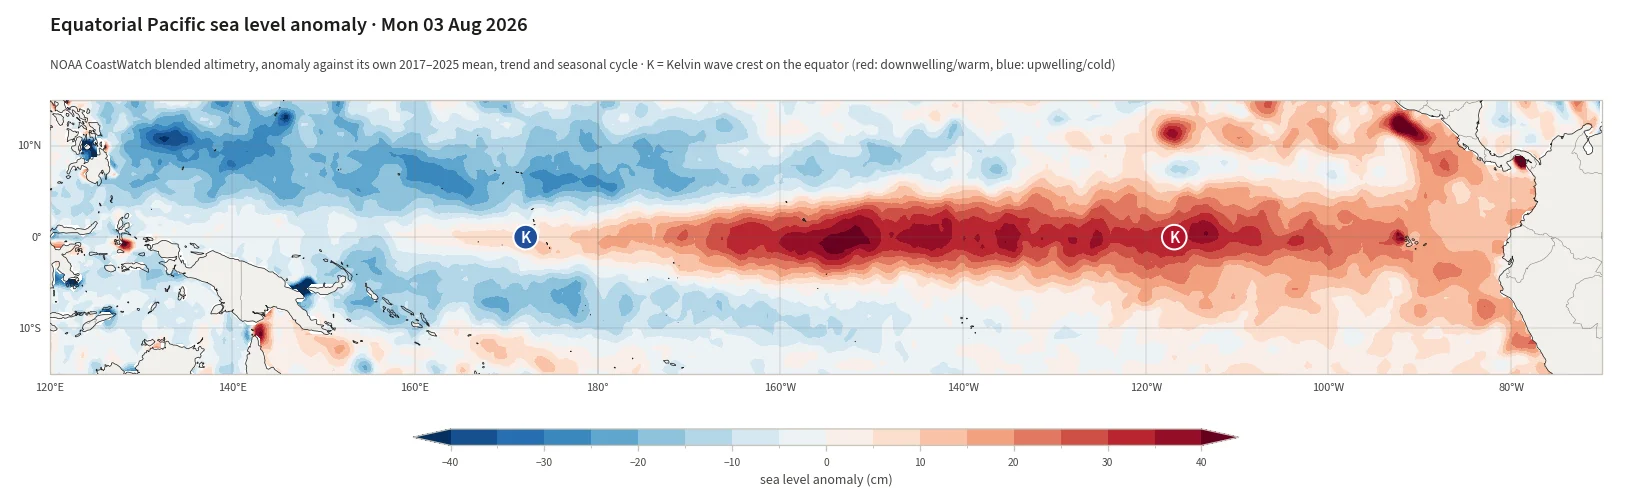 Equatorial Pacific sea level anomaly · Mon 03 Aug 2026
NOAA CoastWatch blended altimetry, anomaly against its own 2017–2025 mean, trend and seasonal cycle · K = Kelvin wave crest on the equator (red: downwelling/warm, blue: upwelling/cold)
10°N
0°
10°S
K
K
120°E 140°E 160°E 180° 160°W 140°W 120°W 100°W 80°W
−40 −30 −20 −10 0 10 20 30 40
sea level anomaly (cm)